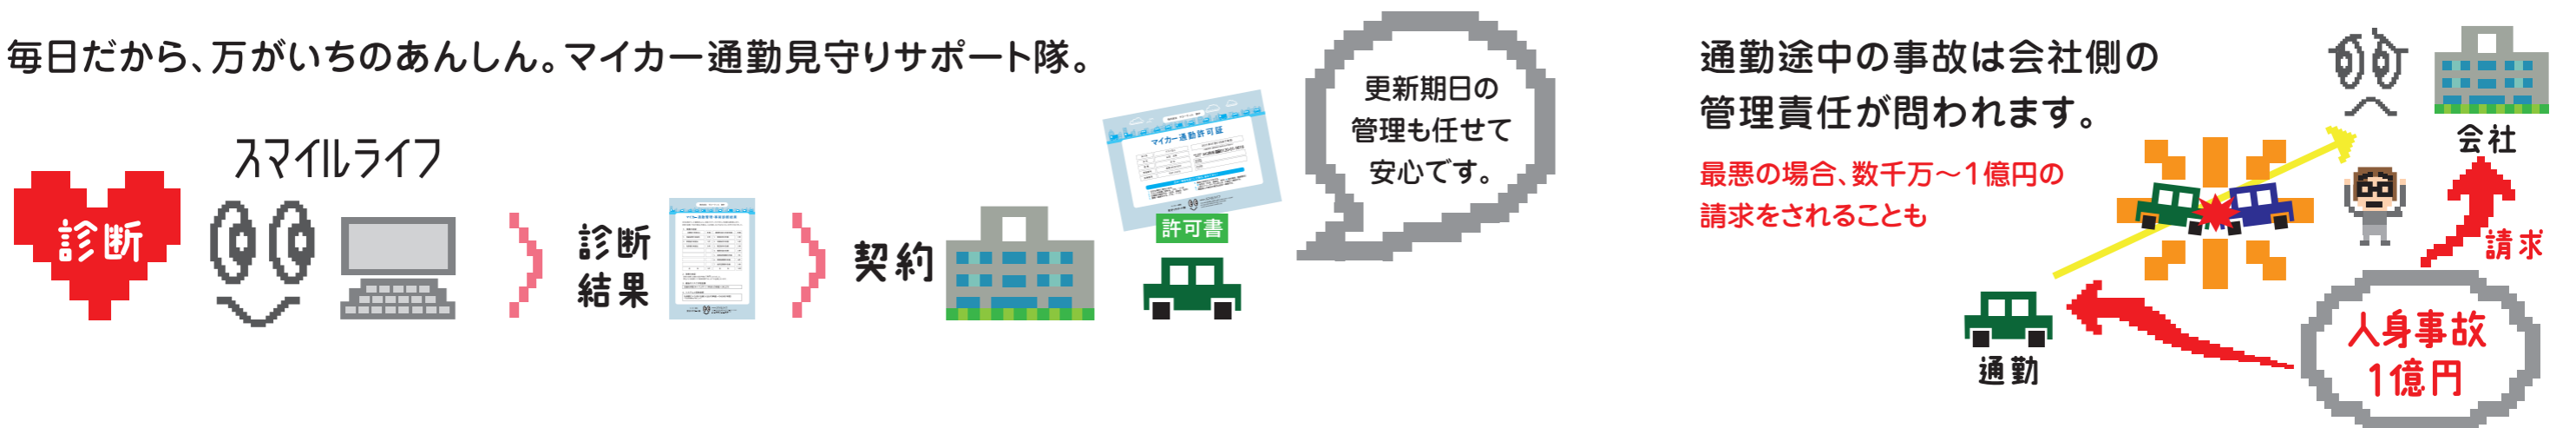 毎日だから、万がいちのあんしん。マイカー通勤見守りサポート隊。
診断
スマイルライフ
診断
結果
契約
マイカー通勤許可証
許可書
更新期日の
管理も任せて
安心です。
通勤途中の事故は会社側の
管理責任が問われます。
最悪の場合、数千万〜1億円の
請求をされることも
会社
請求
通勤
人身事故
1億円